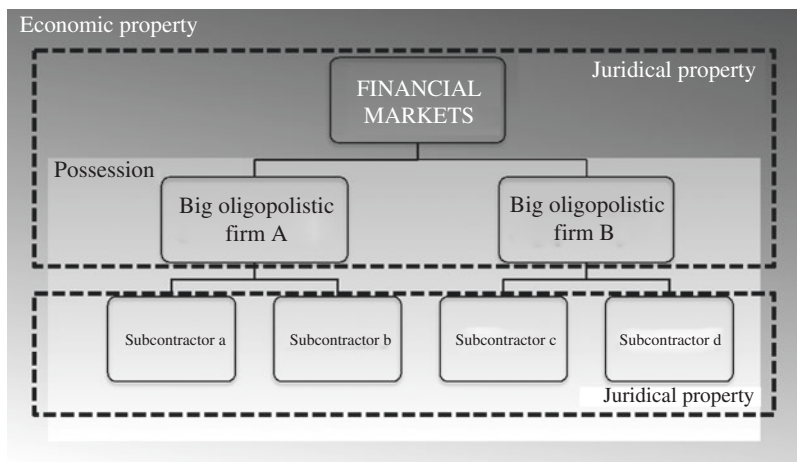 Economic property
Juridical property
FINANCIAL
MARKETS
Possession
Big oligopolistic
firm A
Big oligopolistic
firm B
Subcontractor a
Subcontractor b
Subcontractor c
Subcontractor d
Juridical property